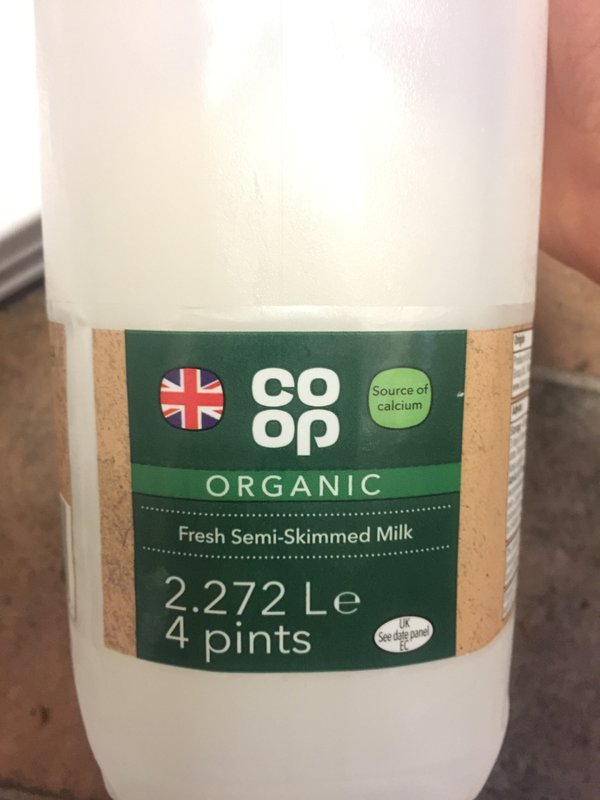 co
op
Source of
calcium
ORGANIC
Fresh Semi-Skimmed Milk
2.272 L℮
4 pints
UK
See date panel
EC